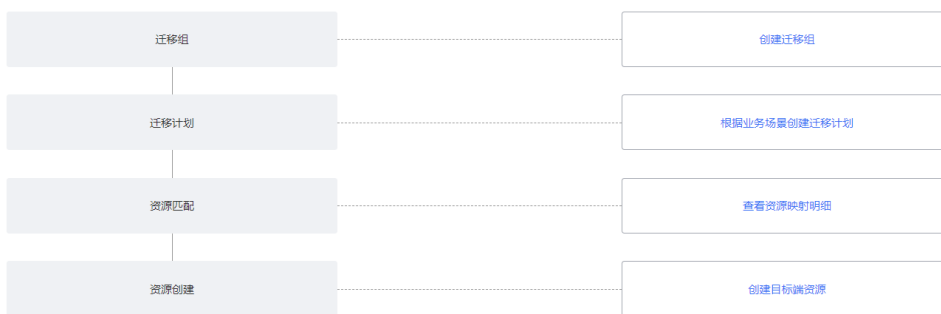 迁移组
创建迁移组
迁移计划
根据业务场景创建迁移计划
资源匹配
查看资源映射明细
资源创建
创建目标端资源